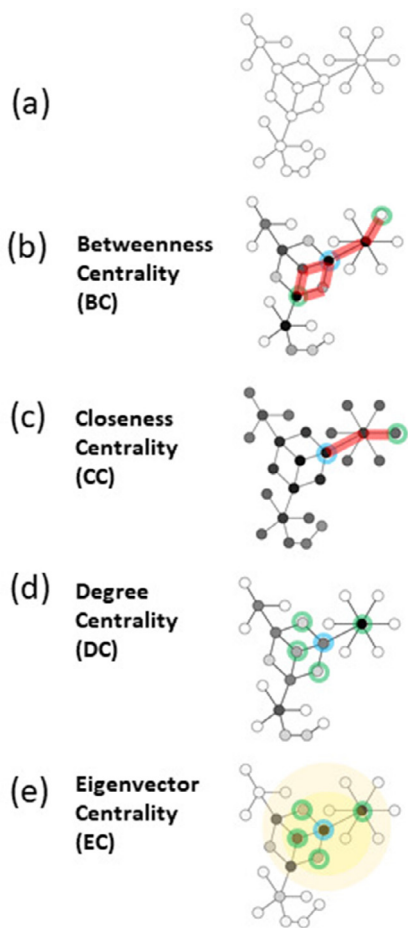 (a)
(b) Betweenness
Centrality
(BC)
(c) Closeness
Centrality
(CC)
(d) Degree
Centrality
(DC)
(e) Eigenvector
Centrality
(EC)